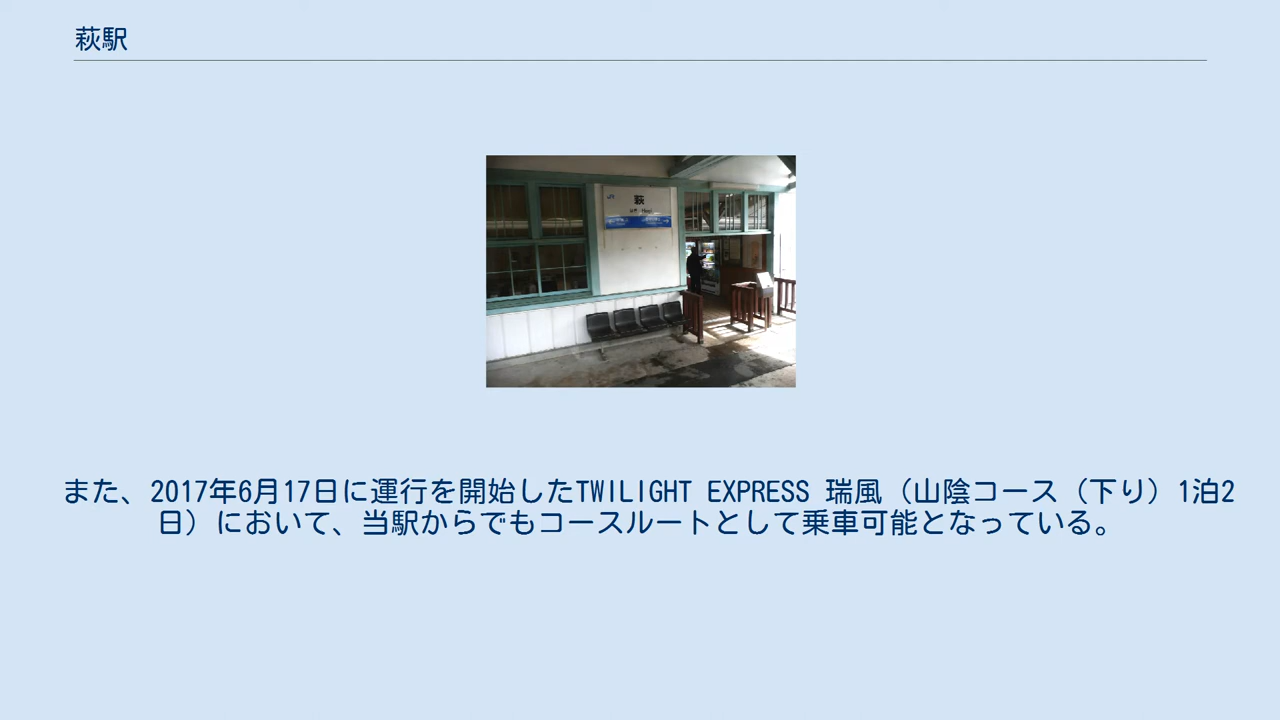 萩駅
JR
萩
また、2017年6月17日に運行を開始したTWILIGHT EXPRESS 瑞風（山陰コース（下り）1泊2
日）において、当駅からでもコースルートとして乗車可能となっている。